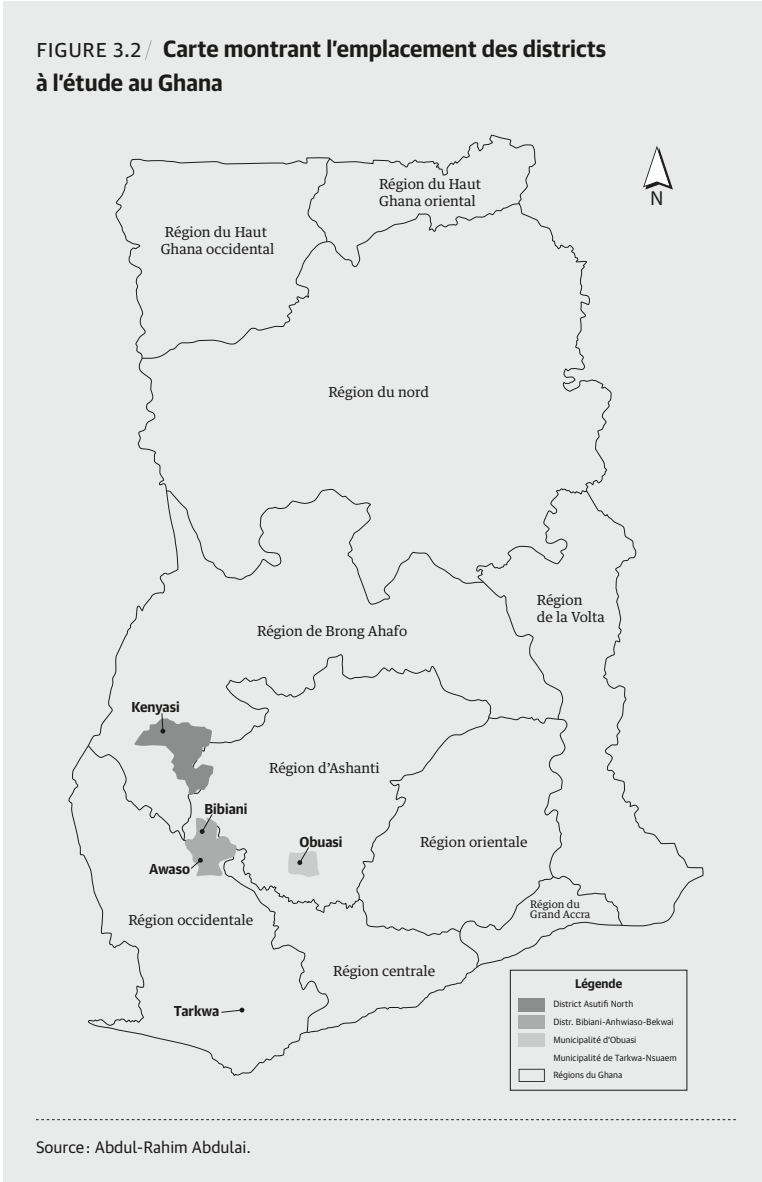 FIGURE 3.2 / Carte montrant l'emplacement des districts
à l'étude au Ghana
Région du Haut
Ghana oriental
N
Région du Haut
Ghana occidental
Région du nord
Région
de la Volta
Région de Brong Ahafo
Kenyasi
Région d'Ashanti
Bibiani
Obuasi
Région orientale
Awaso
Région du
Grand Accra
Région occidentale
Région centrale
Tarkwa
Légende
District Asutifi North
Distr. Bibiani-Anhwiaso-Bekwai
Municipalité d'Obuasi
Municipalité de Tarkwa-Nsuaem
Régions du Ghana
Source : Abdul-Rahim Abdulai.